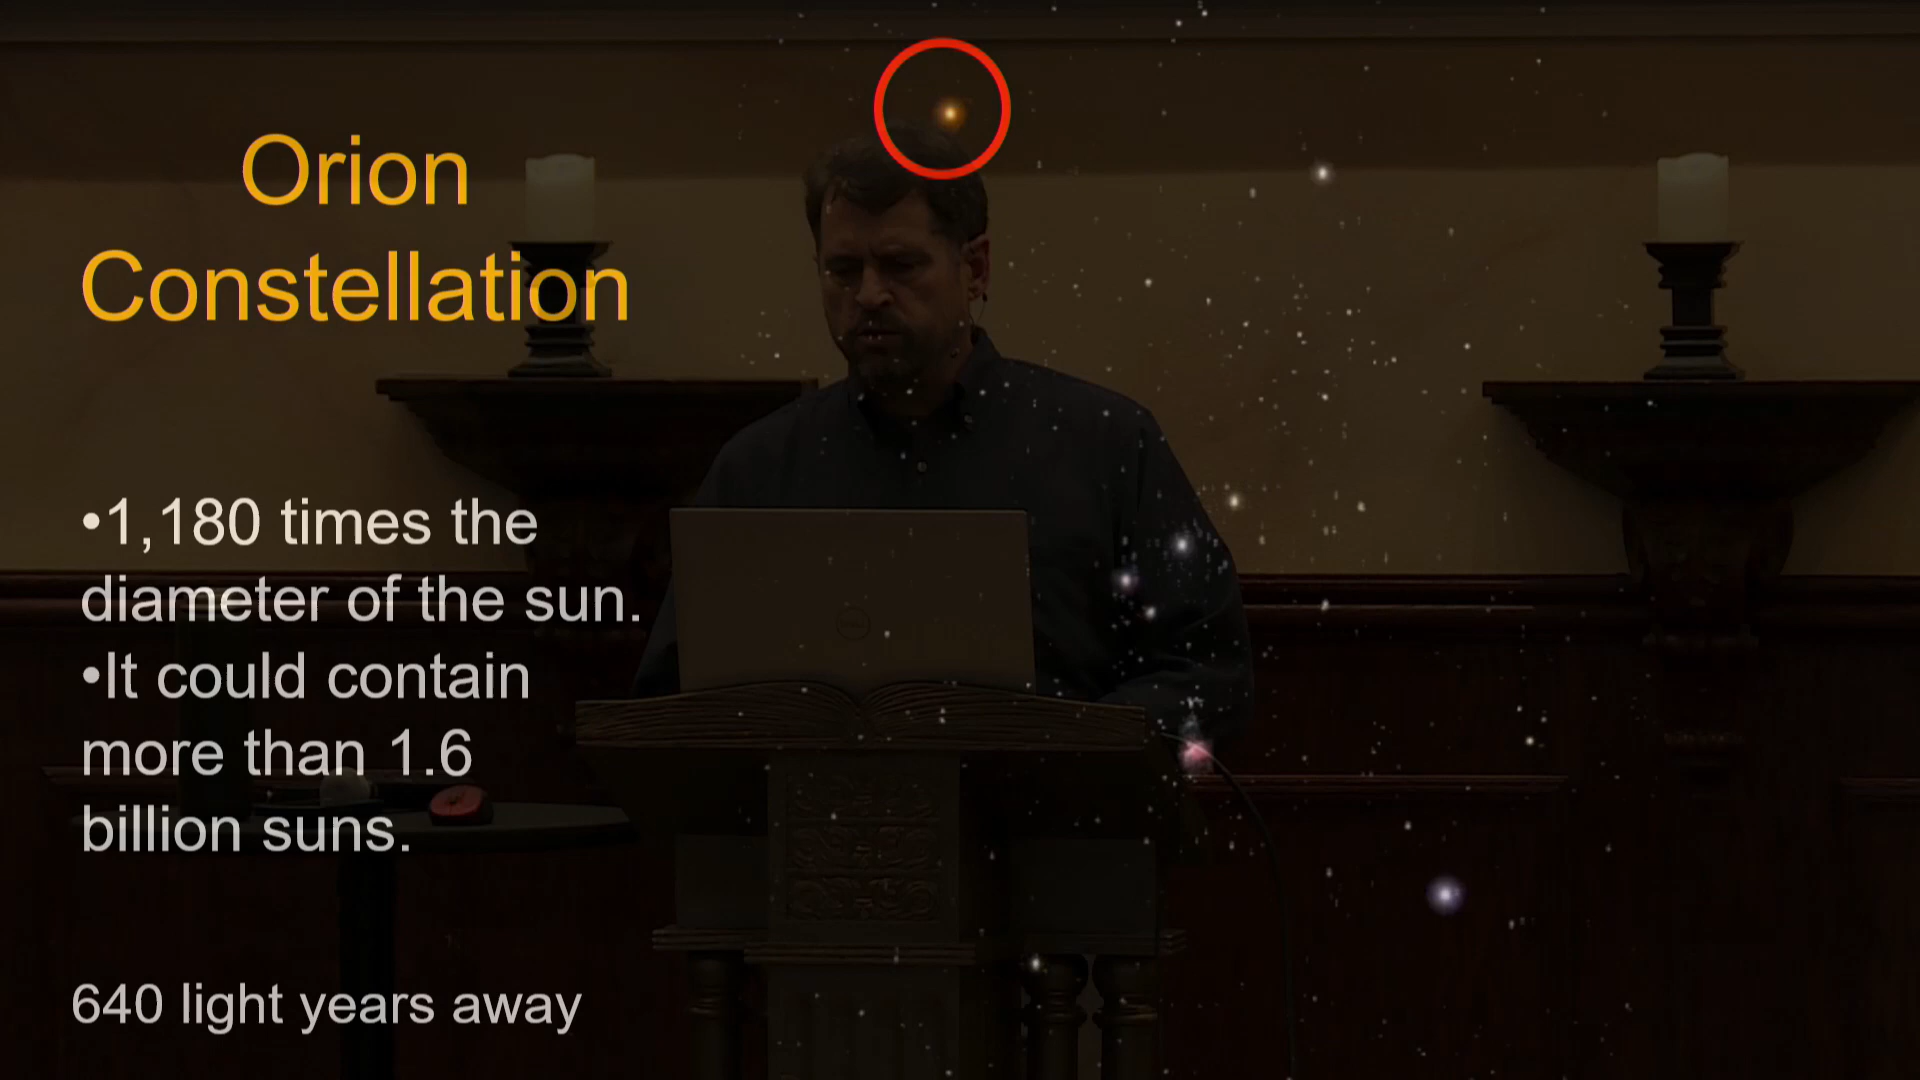 Orion
Constellation
•1,180 times the
diameter of the sun.
•It could contain
more than 1.6
billion suns.
640 light years away